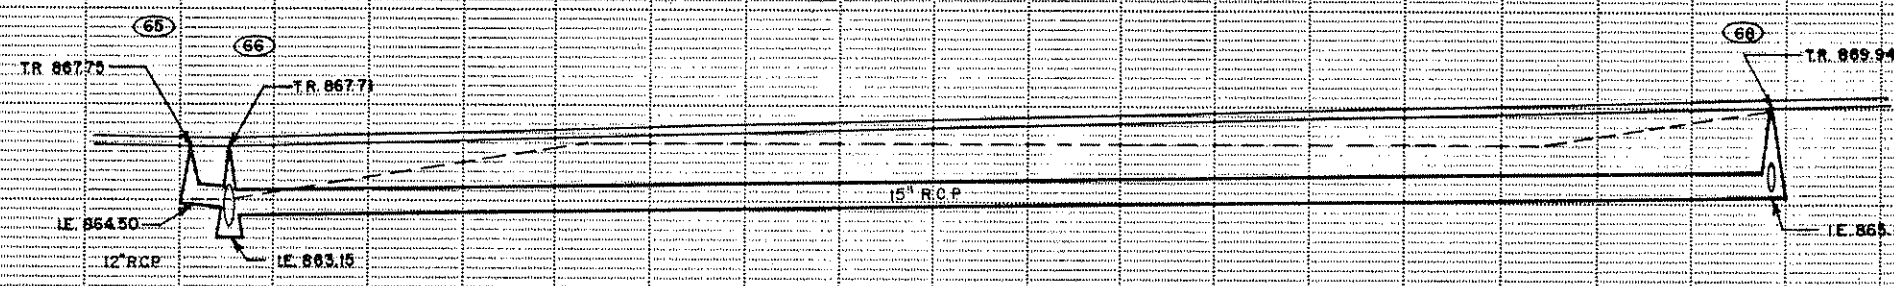 65
66
68
T.R. 867.75
T.R. 867.71
T.R. 869.94
15" R.C.P
I.E. 864.50
I.E. 863.15
I.E. 865.
12" RCP